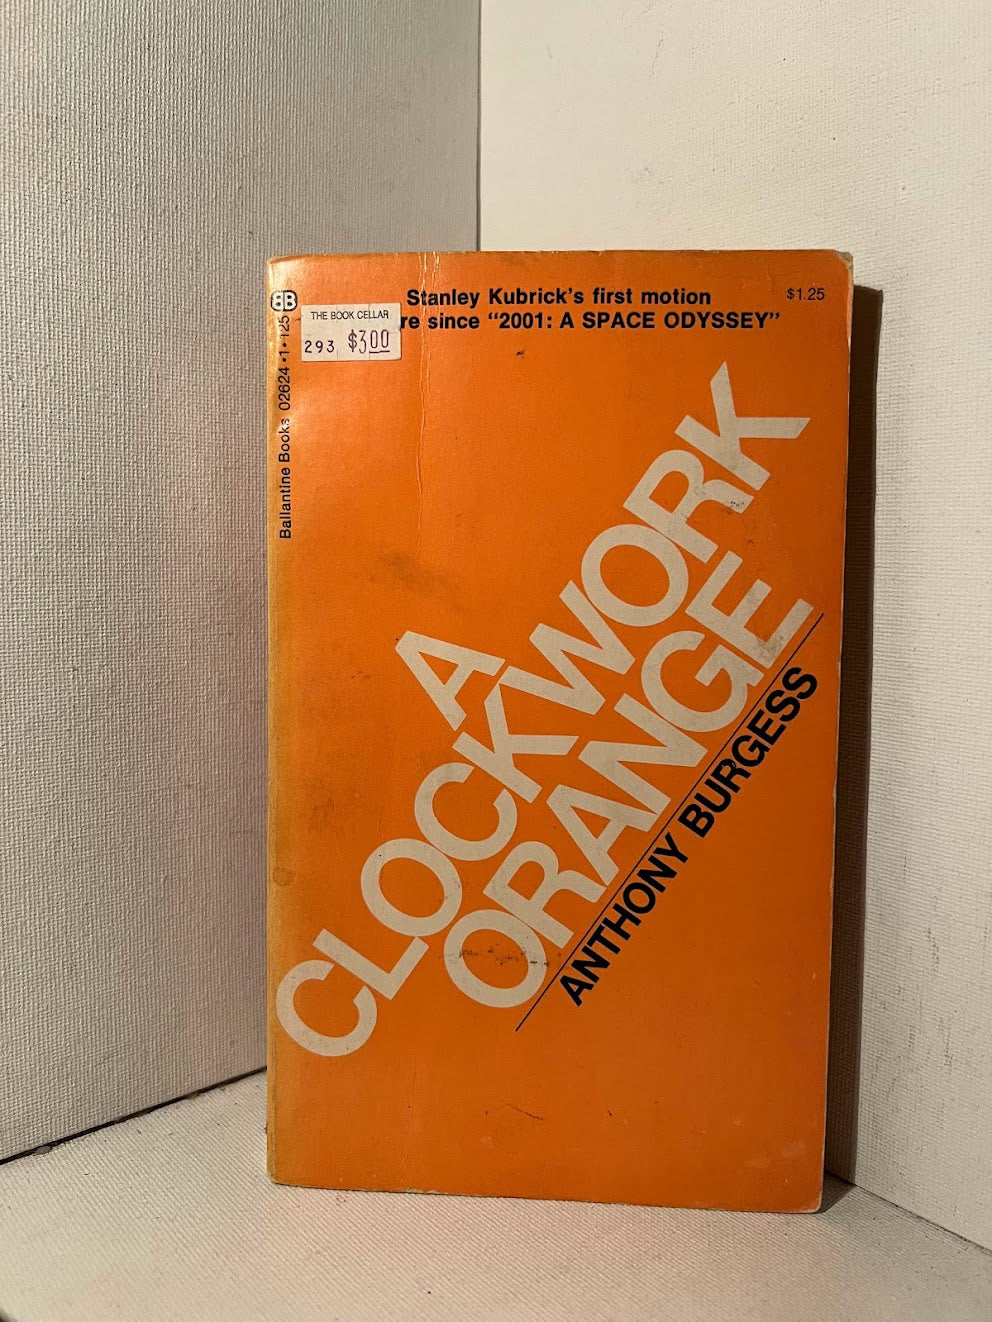 BB
Stanley Kubrick's first motion
$1.25
re since "2001: A SPACE ODYSSEY"
THE BOOK CELLAR
293 $3.00
Ballantine Books 02624•1•125
A
CLOCKWORK
ORANGE
ANTHONY BURGESS